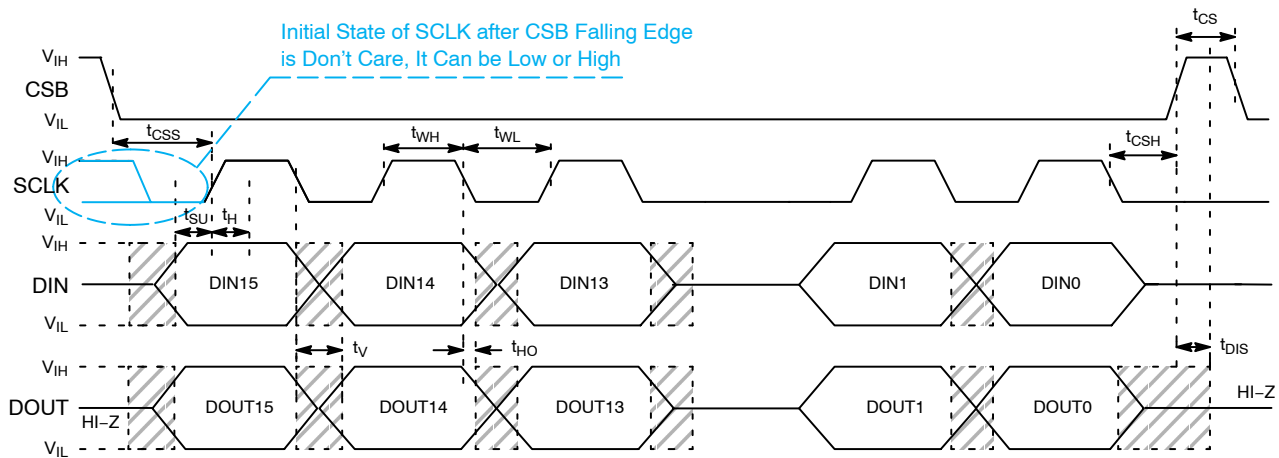 Initial State of SCLK after CSB Falling Edge
is Don't Care, It Can be Low or High
tCS
VIH
CSB
VIL
tCSS
tWH
tWL
tCSH
VIH
SCLK
VIL
tSU
tH
VIH
DIN
DIN15
DIN14
DIN13
DIN1
DIN0
VIL
tV
tHO
tDIS
VIH
DOUT
HI–Z
DOUT15
DOUT14
DOUT13
DOUT1
DOUT0
HI–Z
VIL